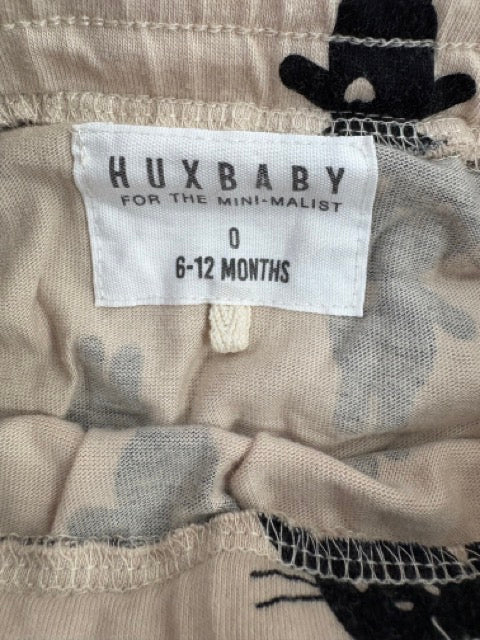 HUXBABY
FOR THE MINI-MALIST
0
6-12 MONTHS